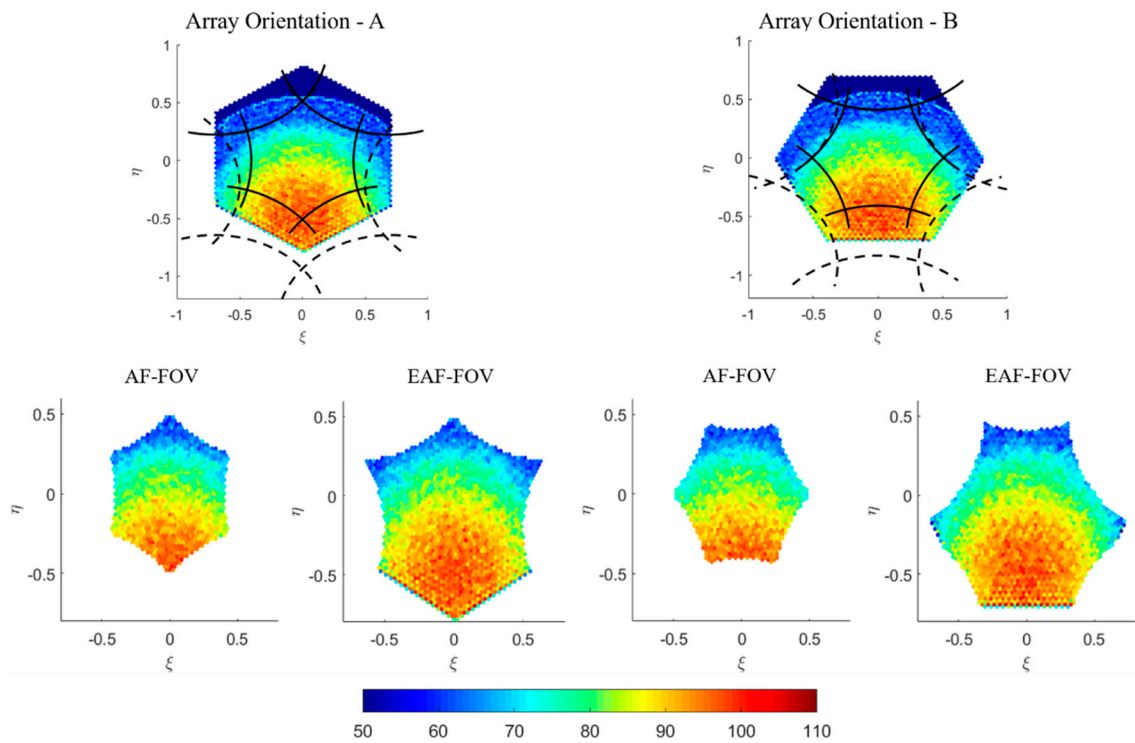 Array Orientation - A
Array Orientation - B
1
0.5
0
-0.5
-1
η
-1 -0.5 0 0.5 1
ξ
1
0.5
0
-0.5
-1
η
-1 -0.5 0 0.5 1
ξ
AF-FOV
EAF-FOV
AF-FOV
EAF-FOV
0.5
0
-0.5
η
-0.5 0 0.5
ξ
0.5
0
-0.5
η
-0.5 0 0.5
ξ
0.5
0
-0.5
η
-0.5 0 0.5
ξ
0.5
0
-0.5
η
-0.5 0 0.5
ξ
50 60 70 80 90 100 110